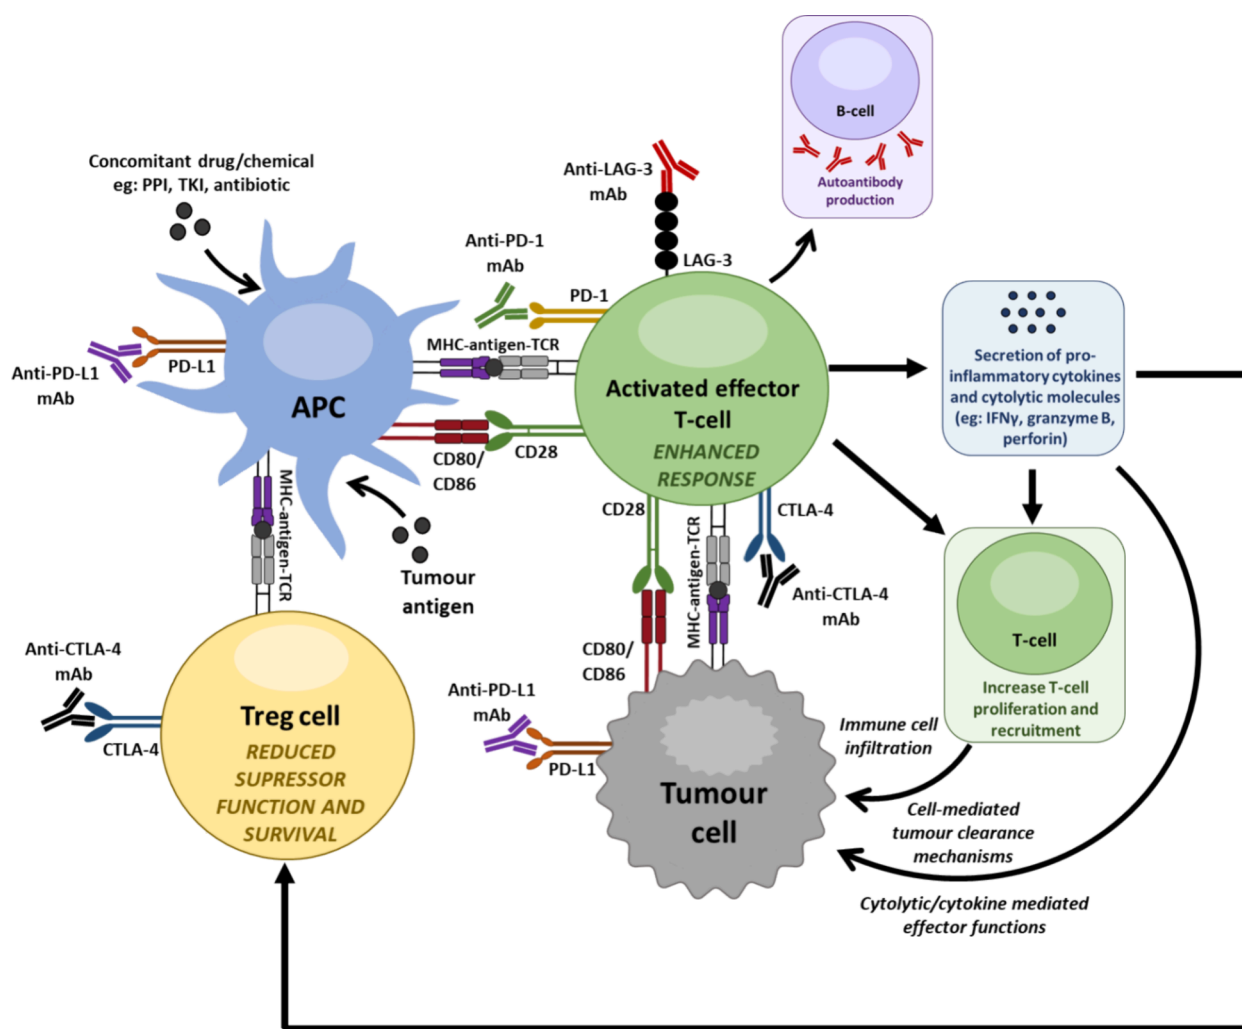 B-cell
Autoantibody
production
Concomitant drug/chemical
eg: PPI, TKI, antibiotic
Anti-LAG-3
mAb
LAG-3
Anti-PD-1
mAb
PD-1
MHC-antigen-TCR
Anti-PD-L1
mAb
PD-L1
APC
CD80/
CD86
CD28
Activated effector
T-cell
ENHANCED
RESPONSE
Secretion of pro-
inflammatory cytokines
and cytolytic molecules
(eg: IFNγ, granzyme B,
perforin)
MHC-antigen-TCR
Tumour
antigen
CD28
MHC-antigen-TCR
CTLA-4
Anti-CTLA-4
mAb
CD80/
CD86
T-cell
Increase T-cell
proliferation and
recruitment
Anti-CTLA-4
mAb
CTLA-4
Treg cell
REDUCED
SUPRESSOR
FUNCTION AND
SURVIVAL
Anti-PD-L1
mAb
PD-L1
Tumour
cell
Immune cell
infiltration
Cell-mediated
tumour clearance
mechanisms
Cytolytic/cytokine mediated
effector functions